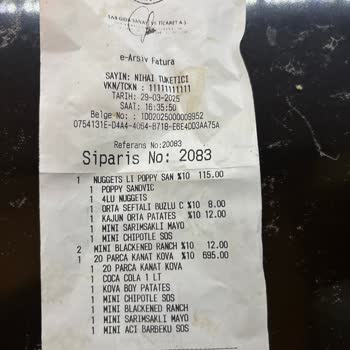 e-Arsiv Fatura
SAYIN: NIHAI TUKETICI
VKN/TCKN : 11111111111
TARIH: 29-03-2025
SAAT: 16:35:50
Belge No: : 1DD2025000008952
0754131E-D4A4-4064-B71B-E6E40D3AA75A
Referans No:20083
Siparis No: 2083
1 NUGGETS LI POPPY SAN %10 115.00
1 POPPY SANDVIC
1 4LU NUGGETS
1 ORTA SEFTALI BUZLU C %10 8.00
1 KAJUN ORTA PATATES %10 12.00
1 MINI SARIMSAKLI MAYO
1 MINI CHIPOTLE SOS
2 MINI BLACKENED RANCH %10 12.00
1 20 PARCA KANAT KOVA %10 695.00
1 20 PARCA KANAT KOVA
1 COCA COLA 1 LT
1 KOVA BOY PATATES
1 MINI CHIPOTLE SOS
1 MINI BLACKENED RANCH
1 MINI SARIMSAKLI MAYO
1 MINI ACI BARBEKU SOS